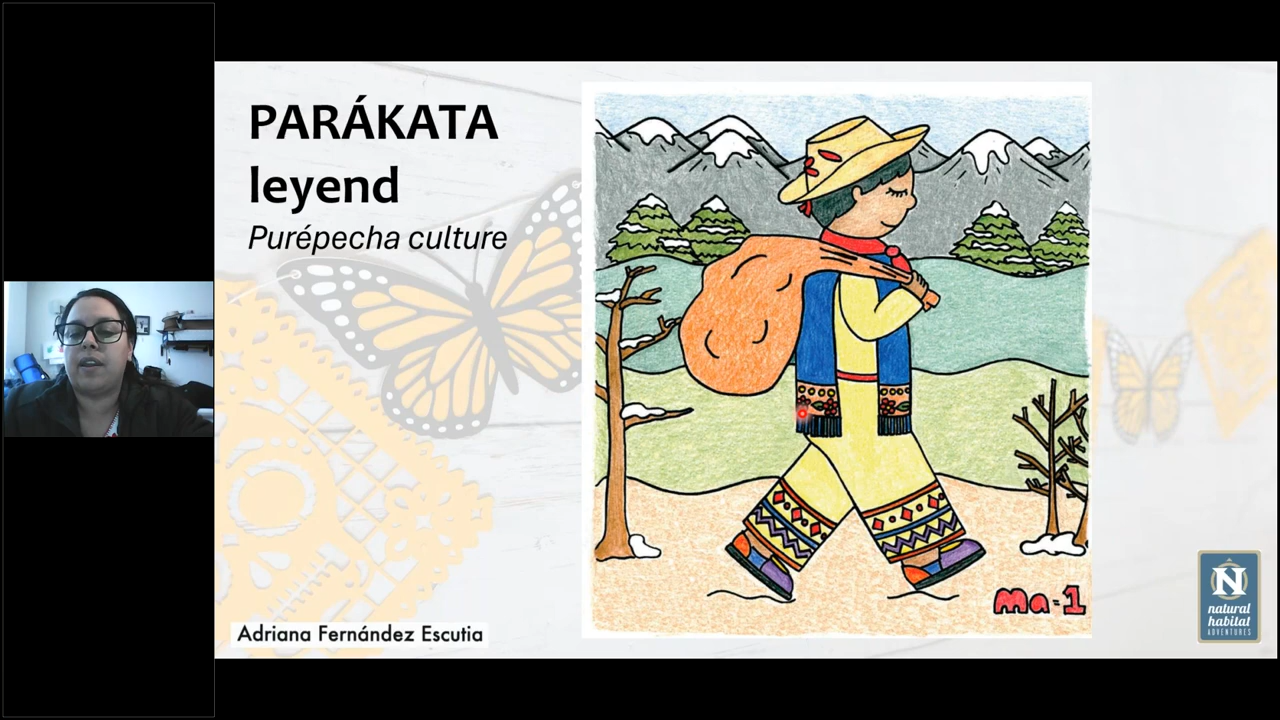 PARÁKATA
leyend
Purépecha culture
Ma=1
Adriana Fernández Escutia
N
natural
habitat
ADVENTURES